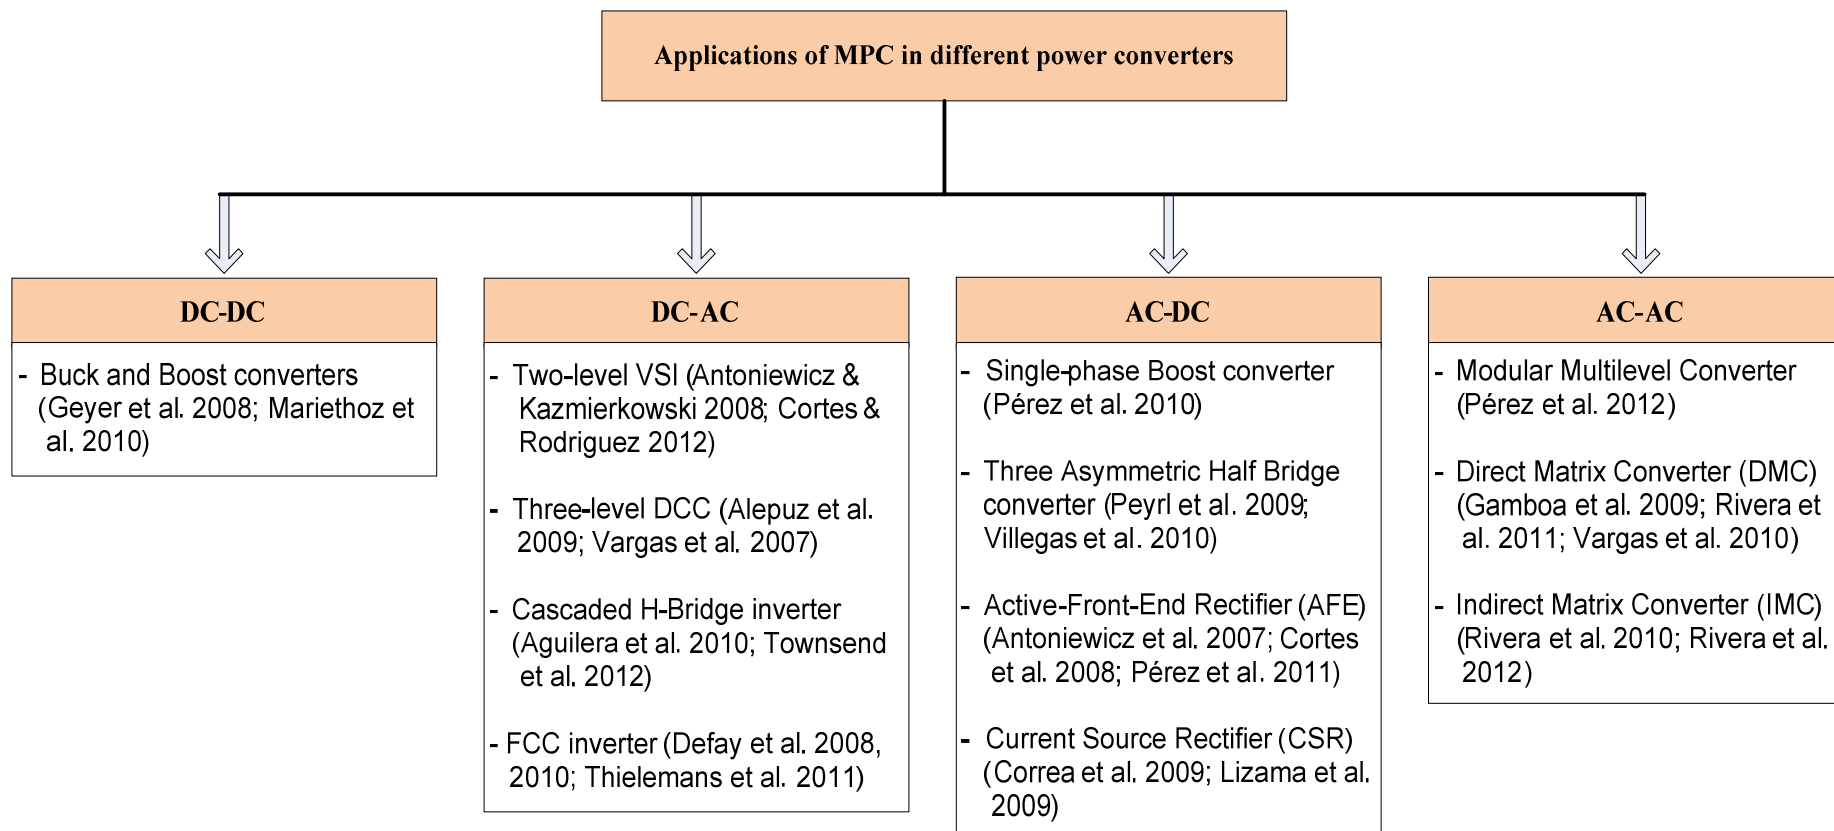 Applications of MPC in different power converters
DC-DC
- Buck and Boost converters
(Geyer et al. 2008; Mariethoz et
al. 2010)
DC-AC
- Two-level VSI (Antoniewicz &
Kazmierkowski 2008; Cortes &
Rodriguez 2012)
- Three-level DCC (Alepuz et al.
2009; Vargas et al. 2007)
- Cascaded H-Bridge inverter
(Aguilera et al. 2010; Townsend
et al. 2012)
- FCC inverter (Defay et al. 2008,
2010; Thielemans et al. 2011)
AC-DC
- Single-phase Boost converter
(Pérez et al. 2010)
- Three Asymmetric Half Bridge
converter (Peyrl et al. 2009;
Villegas et al. 2010)
- Active-Front-End Rectifier (AFE)
(Antoniewicz et al. 2007; Cortes
et al. 2008; Pérez et al. 2011)
- Current Source Rectifier (CSR)
(Correa et al. 2009; Lizama et al.
2009)
AC-AC
- Modular Multilevel Converter
(Pérez et al. 2012)
- Direct Matrix Converter (DMC)
(Gamboa et al. 2009; Rivera et
al. 2011; Vargas et al. 2010)
- Indirect Matrix Converter (IMC)
(Rivera et al. 2010; Rivera et al.
2012)